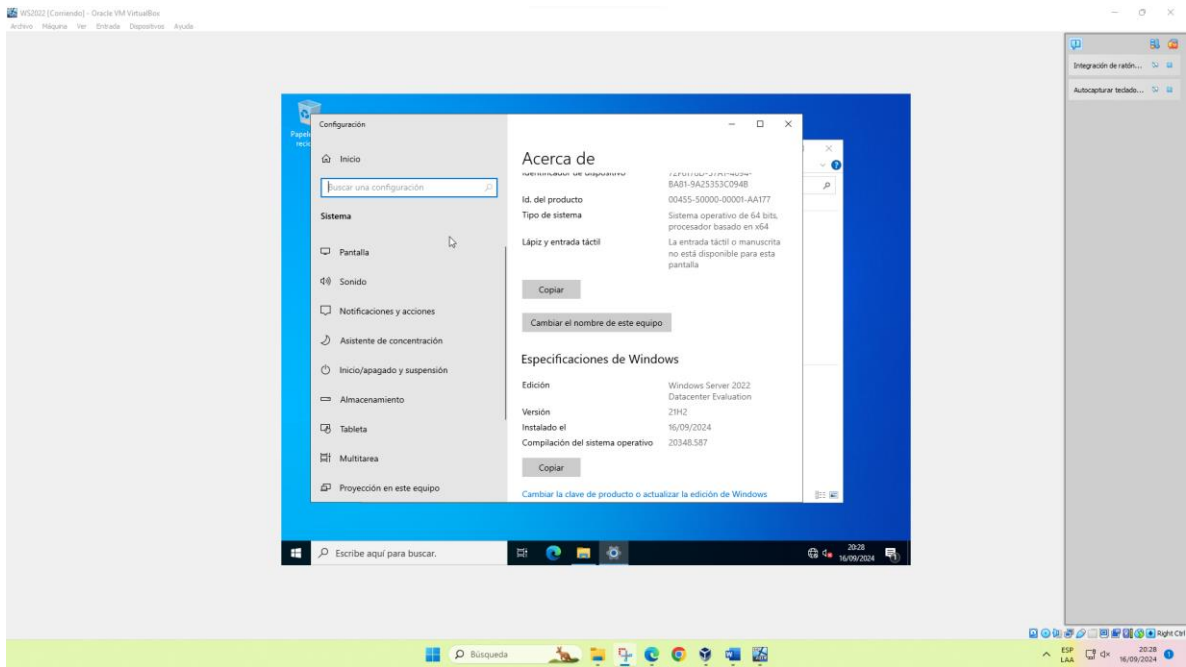 WS2022 [Corriendo] - Oracle VM VirtualBox
Archivo Máquina Ver Entrada Dispositivos Ayuda
Integración de ratón...
Autocapturar teclado...
Configuración
Inicio
Buscar una configuración
Sistema
Pantalla
Sonido
Notificaciones y acciones
Asistente de concentración
Inicio/apagado y suspensión
Almacenamiento
Tableta
Multitarea
Proyección en este equipo
Acerca de
BA81-9A25353C094B
Id. del producto 00455-50000-00001-AA177
Tipo de sistema Sistema operativo de 64 bits,
procesador basado en x64
Lápiz y entrada táctil La entrada táctil o manuscrita
no está disponible para esta
pantalla
Copiar
Cambiar el nombre de este equipo
Especificaciones de Windows
Edición Windows Server 2022
Datacenter Evaluation
Versión 21H2
Instalado el 16/09/2024
Compilación del sistema operativo 20348.587
Copiar
Cambiar la clave de producto o actualizar la edición de Windows
Escribe aquí para buscar.
20:28
16/09/2024
Right Ctrl
Búsqueda
ESP
LAA
20:28
16/09/2024